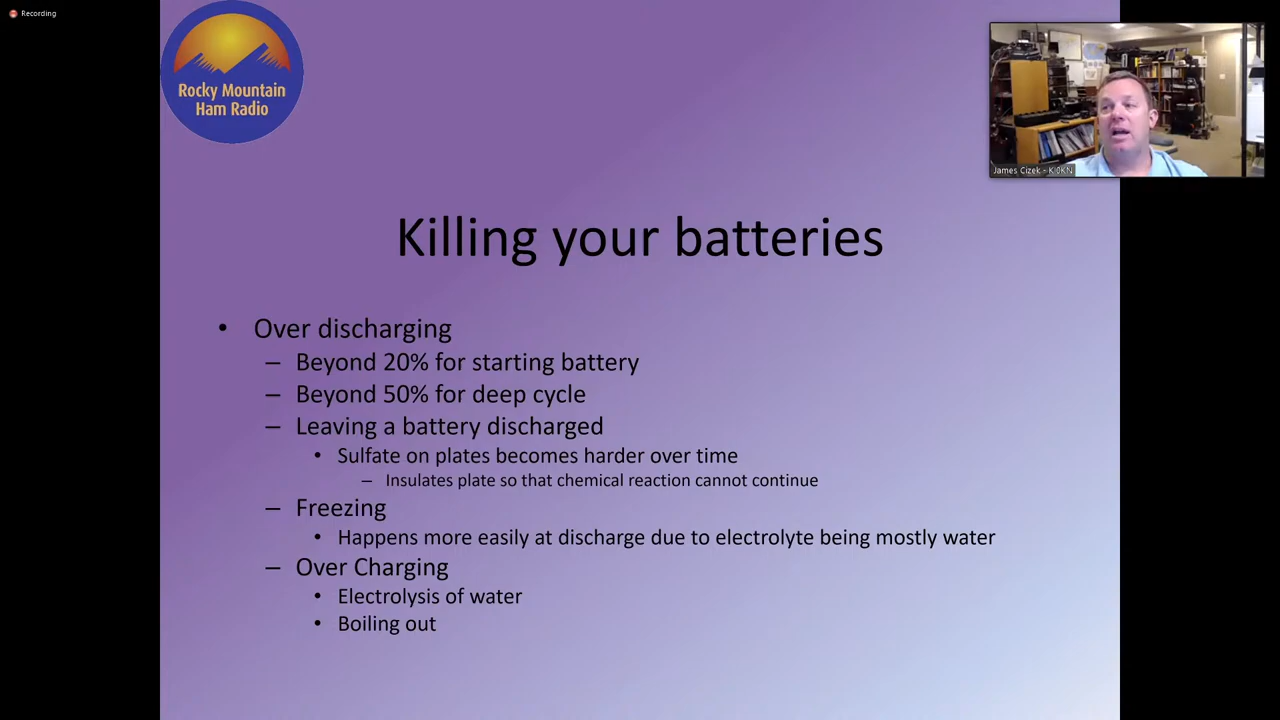 Recording
Rocky Mountain
Ham Radio
James Cizek - KI0KN
Killing your batteries
• Over discharging
– Beyond 20% for starting battery
– Beyond 50% for deep cycle
– Leaving a battery discharged
• Sulfate on plates becomes harder over time
– Insulates plate so that chemical reaction cannot continue
– Freezing
• Happens more easily at discharge due to electrolyte being mostly water
– Over Charging
• Electrolysis of water
• Boiling out